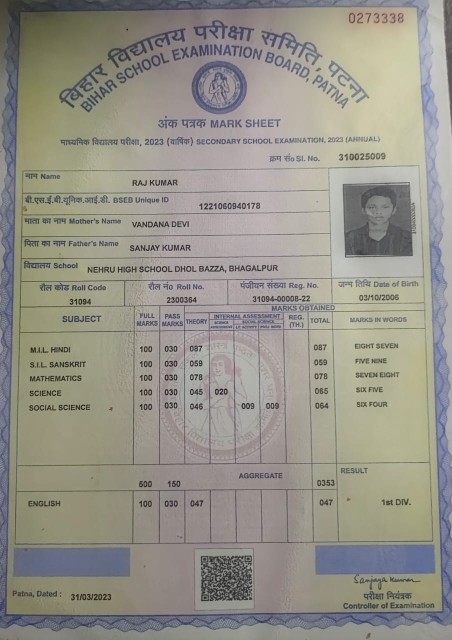 0273338
बिहार विद्यालय परीक्षा समिति, पटना
BIHAR SCHOOL EXAMINATION BOARD, PATNA
अंक पत्रक MARK SHEET
माध्यमिक विद्यालय परीक्षा, 2023 (वार्षिक) SECONDARY SCHOOL EXAMINATION, 2023 (ANNUAL)
क्रम सं० Sl. No. 310025009
नाम Name RAJ KUMAR
बी.एस.ई.बी.यूनिक.आई.डी. BSEB Unique ID 1221060940178
माता का नाम Mother's Name VANDANA DEVI
पिता का नाम Father's Name SANJAY KUMAR
विद्यालय School NEHRU HIGH SCHOOL DHOL BAZZA, BHAGALPUR
रौल कोड Roll Code रौल नं० Roll No. पंजीयन संख्या Reg. No. जन्म तिथि Date of Birth
31094 2300364 31094-00008-22 03/10/2006
MARKS OBTAINED
SUBJECT FULL MARKS PASS MARKS THEORY INTERNAL ASSESSMENT REG. (TH.) TOTAL MARKS IN WORDS
M.I.L. HINDI 100 030 087 087 EIGHT SEVEN
S.I.L. SANSKRIT 100 030 059 059 FIVE NINE
MATHEMATICS 100 030 078 078 SEVEN EIGHT
SCIENCE 100 030 045 020 065 SIX FIVE
SOCIAL SCIENCE 100 030 046 009 009 064 SIX FOUR
500 150 AGGREGATE 0353 RESULT
ENGLISH 100 030 047 047 1st DIV.
Sanjay Kumar
Patna, Dated : 31/03/2023
परीक्षा नियंत्रक
Controller of Examination